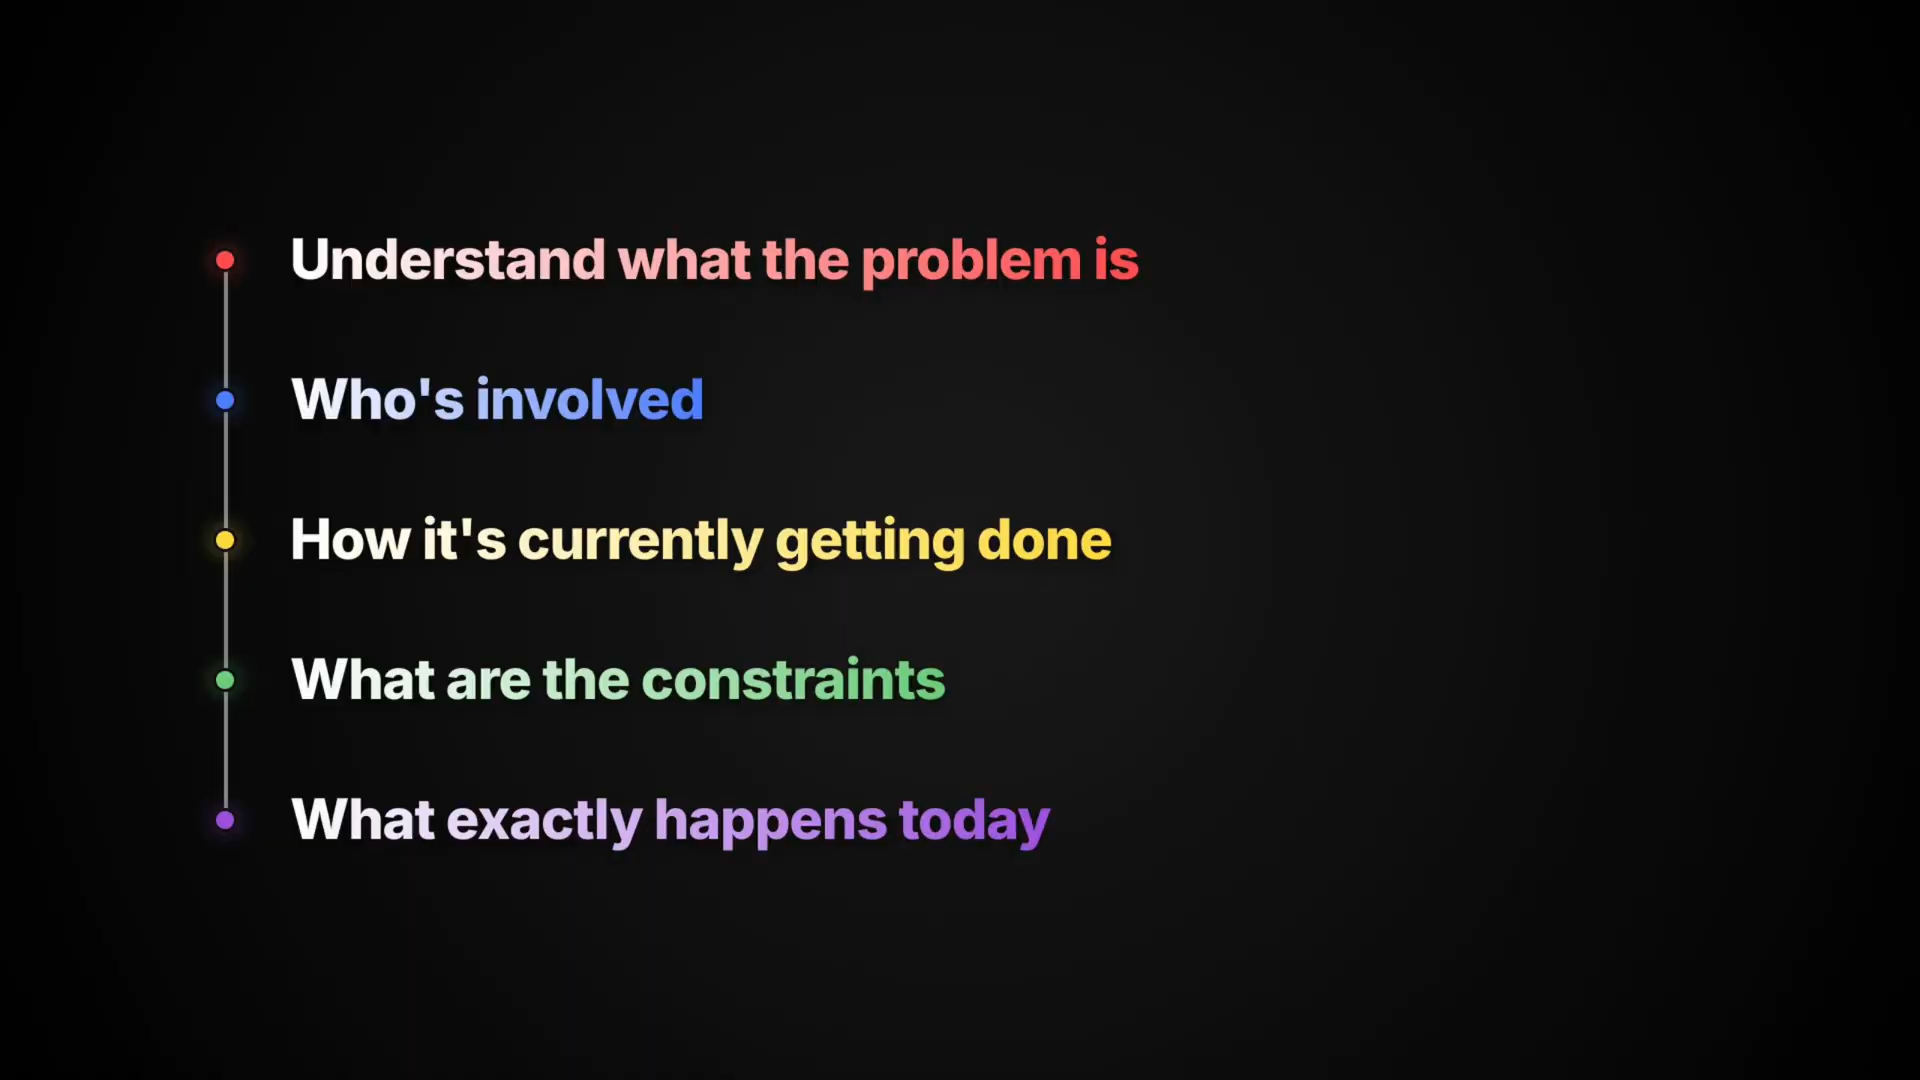 Understand what the problem is
Who's involved
How it's currently getting done
What are the constraints
What exactly happens today